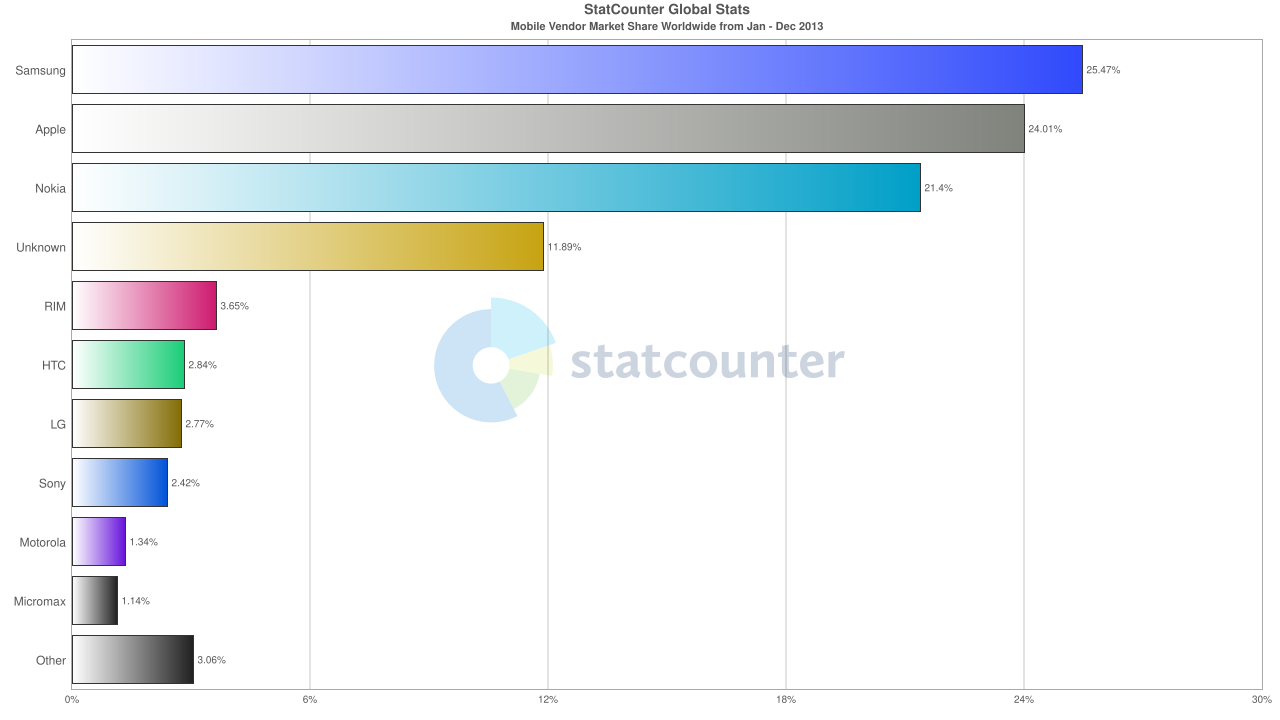 StatCounter Global Stats
Mobile Vendor Market Share Worldwide from Jan - Dec 2013
Samsung 25.47%
Apple 24.01%
Nokia 21.4%
Unknown 11.89%
RIM 3.65%
HTC 2.84%
statcounter
LG 2.77%
Sony 2.42%
Motorola 1.34%
Micromax 1.14%
Other 3.06%
0% 6% 12% 18% 24% 30%